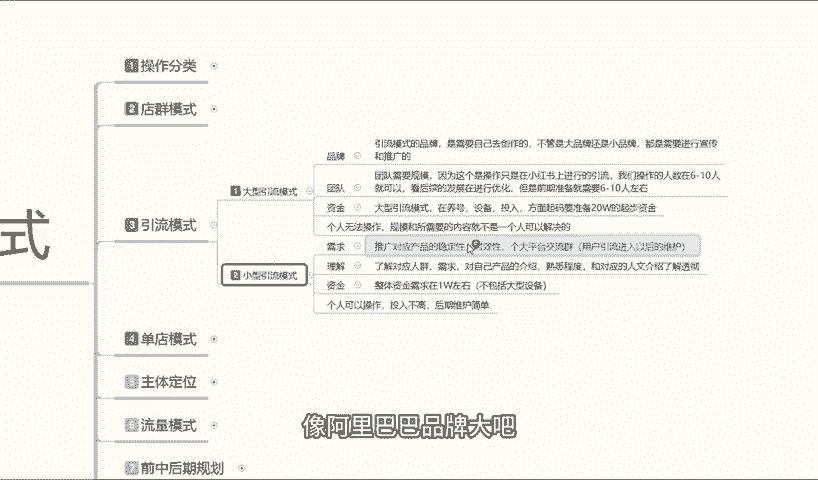 式
1 操作分类
2 店群模式
3 引流模式
1 大型引流模式
品牌
引流模式的品牌，是需要自己去创作的，不管是大品牌还是小品牌，都是需要进行宣传
和推广的
团队
团队需要规模，因为这个是操作只是在小红书上进行的引流，我们操作的人数在6-10人
就可以，看后续的发展在进行优化，但是前期准备就需要6-10人左右
资金
大型引流模式，在养号，设备，投入，方面起码要准备20W的起步资金
个人无法操作，规模和所需要的内容就不是一个人可以解决的
2 小型引流模式
需求
推广对应产品的稳定性，效性、个大平台交流群（用户引流进入以后的维护）
理解
了解对应人群，需求，对自己产品的介绍，熟悉程度，和对应的人文介绍了解透彻
资金
整体资金需求在1W左右（不包括大型设备）
个人可以操作，投入不高，后期维护简单
4 单店模式
5 主体定位
6 流量模式
7 前中后期规划
像阿里巴巴品牌大吧